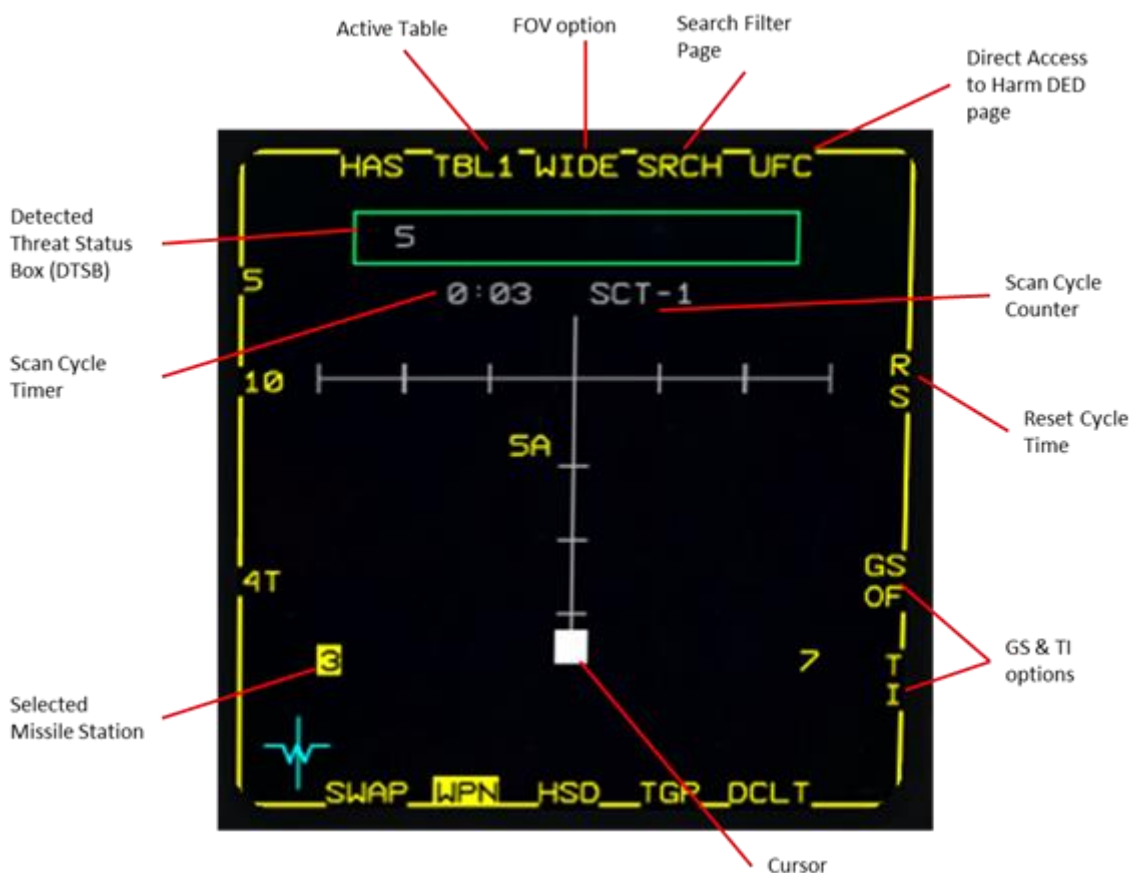 Active Table
FOV option
Search Filter
Page
Direct Access
to Harm DED
page
HAS TBL1 WIDE SRCH UFC
Detected
Threat Status
Box (DTSB)
S
5
0:03 SCT-1
Scan Cycle
Counter
Scan Cycle
Timer
10
R
S
Reset Cycle
Time
5A
4T
GS
OF
3
7
T
I
GS & TI
options
Selected
Missile Station
SWAP WPN HSD TGP DCLT
Cursor